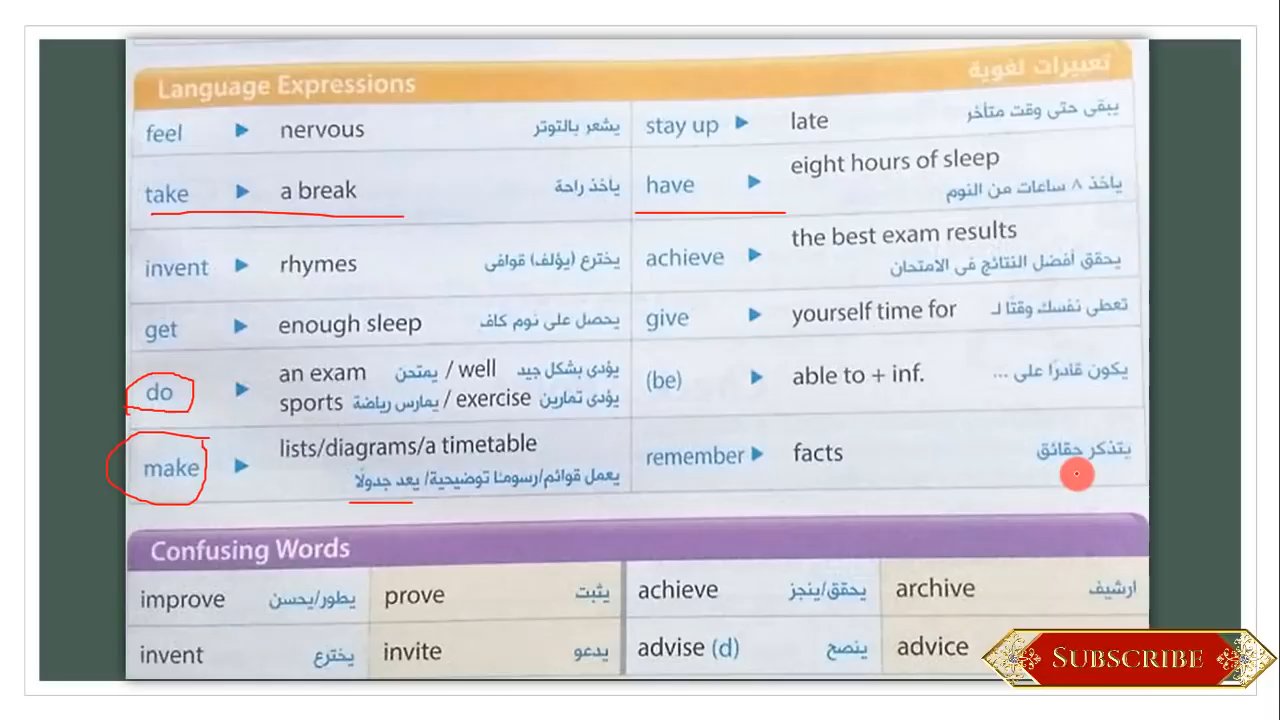 Language Expressions تعبيرات لغوية
feel nervous يشعر بالتوتر
stay up late يبقى حتى وقت متأخر
take a break يأخذ راحة
have eight hours of sleep
يأخذ ٨ ساعات من النوم
invent rhymes يخترع (يؤلف) قوافى
achieve the best exam results
يحقق أفضل النتائج فى الامتحان
get enough sleep يحصل على نوم كاف
give yourself time for تعطى نفسك وقتًا لـ
do an exam يمتحن / well يؤدى بشكل جيد
sports يمارس رياضة / exercise يؤدى تمارين
(be) able to + inf. يكون قادرًا على ...
make lists/diagrams/a timetable
يعمل قوائم/رسومًا توضيحية/ يعد جدولًا
remember facts يتذكر حقائق
Confusing Words
improve يطور/يحسن prove يثبت achieve يحقق/ينجز archive ارشيف
invent يخترع invite يدعو advise (d) ينصح advice
SUBSCRIBE